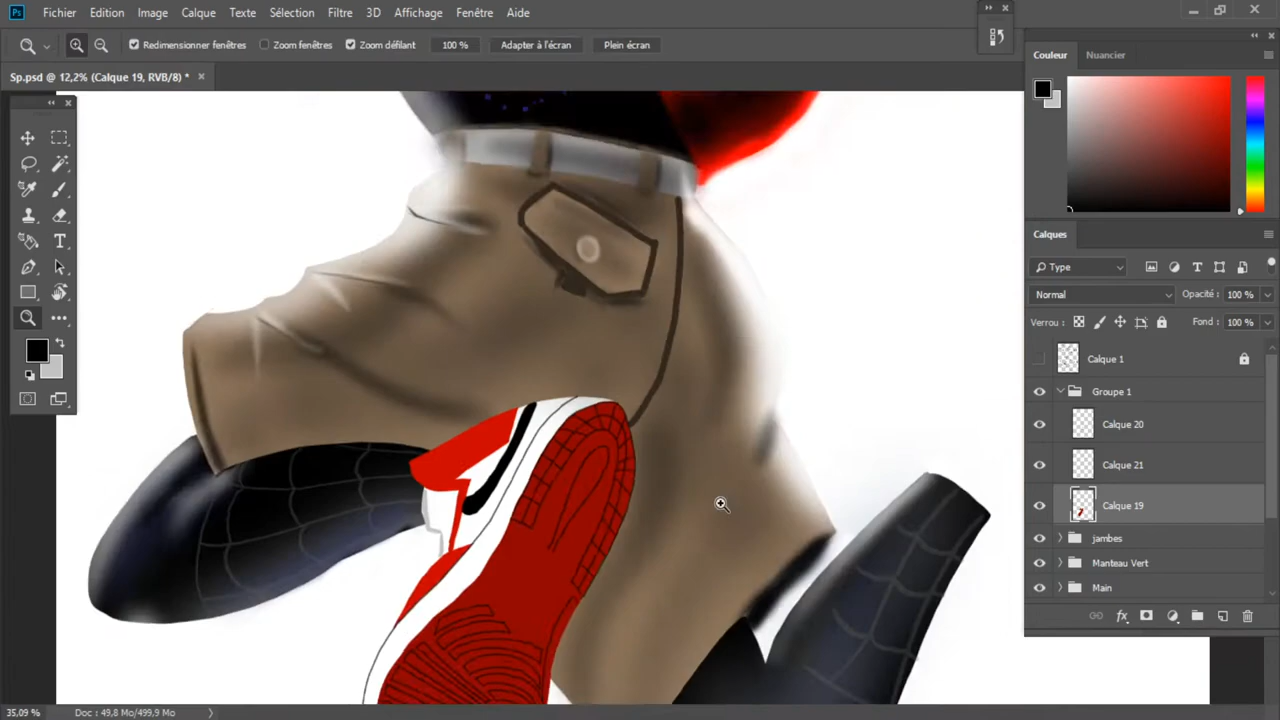 Ps Fichier Edition Image Calque Texte Sélection Filtre 3D Affichage Fenêtre Aide
Redimensionner fenêtres Zoom fenêtres Zoom défilant 100 % Adapter à l'écran Plein écran
Sp.psd @ 12,2% (Calque 19, RVB/8) *
Couleur Nuancier
Calques
Type
Normal Opacité : 100 %
Verrou : Fond : 100 %
Calque 1
Groupe 1
Calque 20
Calque 21
Calque 19
jambes
Manteau Vert
Main
35,09 % Doc : 49,8 Mo/499,9 Mo